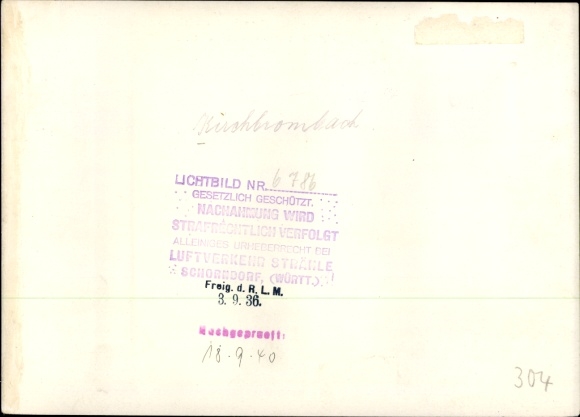 Kirchbrombach
LICHTBILD NR. 6786
GESETZLICH GESCHÜTZT.
NACHAHMUNG WIRD
STRAFRECHTLICH VERFOLGT
ALLEINIGES URHEBERRECHT BEI
LUFTVERKEHR STRÄHLE
SCHORNDORF, (WÜRTT.)
Freig. d. R. L. M.
3. 9. 36.
Nachgeprueft:
18.9.40
304